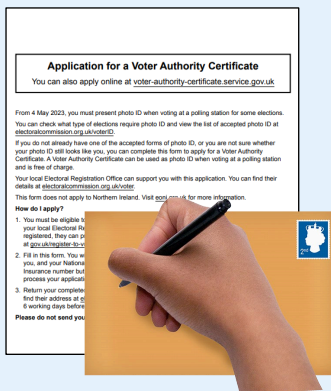 Application for a Voter Authority Certificate
You can also apply online at voter-authority-certificate.service.gov.uk
From 4 May 2023, you must present photo ID when voting at a polling station for some elections.
You can check what type of elections require photo ID and view the list of accepted photo ID at
electoralcommission.org.uk/voterID.
If you do not already have one of the accepted forms of photo ID, or you are not sure whether
your photo ID still looks like you, you can complete this form to apply for a Voter Authority
Certificate. A Voter Authority Certificate can be used as photo ID when voting at a polling station
and is free of charge.
Your local Electoral Registration Office can support you with this application. You can find their
details at electoralcommission.org.uk/voter.
This form does not apply to Northern Ireland. Visit eoni.org.uk for more information.
How do I apply?
1. You must be eligible to
your local Electoral Re
registered, they can p
at gov.uk/register-to-v
2. Fill in this form. You w
you, and your Nationa
Insurance number but
process your applicati
3. Return your complete
find their address at e
6 working days before
Please do not send you
2nd